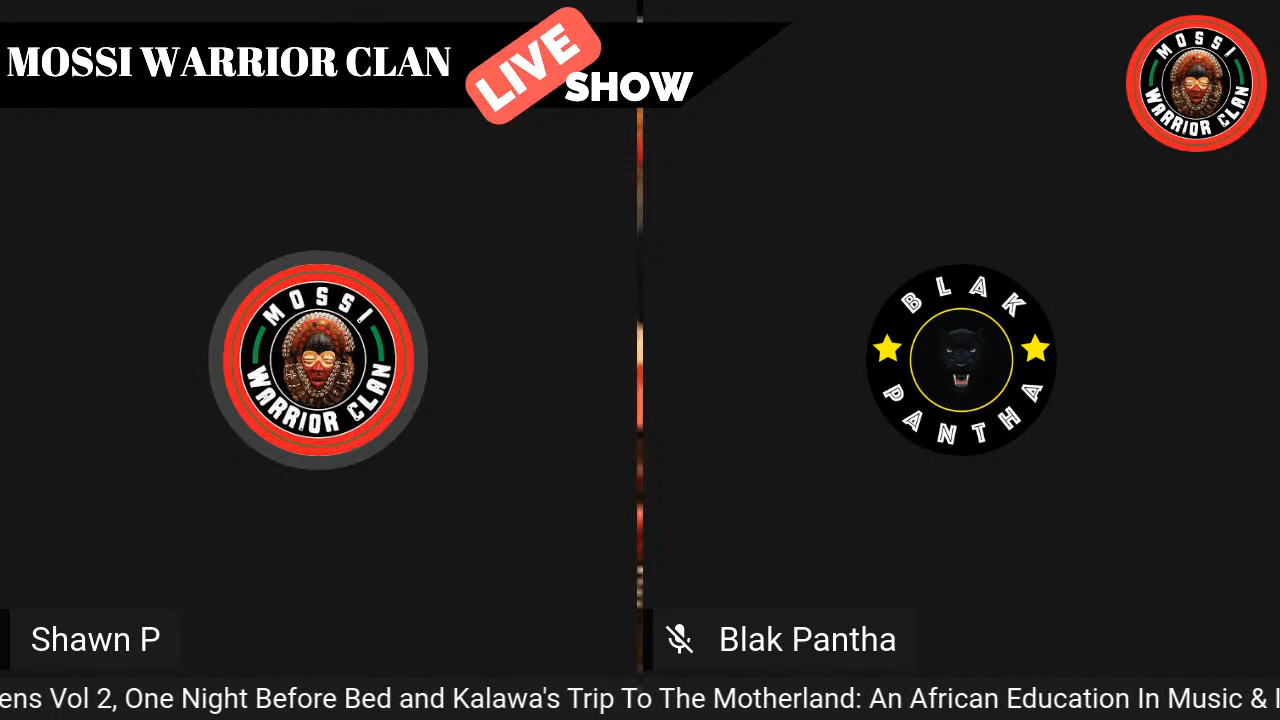 MOSSI WARRIOR CLAN
LIVE
SHOW
MOSSI
WARRIOR CLAN
MOSSI
WARRIOR CLAN
BLAK
PANTHA
Shawn P
Blak Pantha
ens Vol 2, One Night Before Bed and Kalawa's Trip To The Motherland: An African Education In Music &